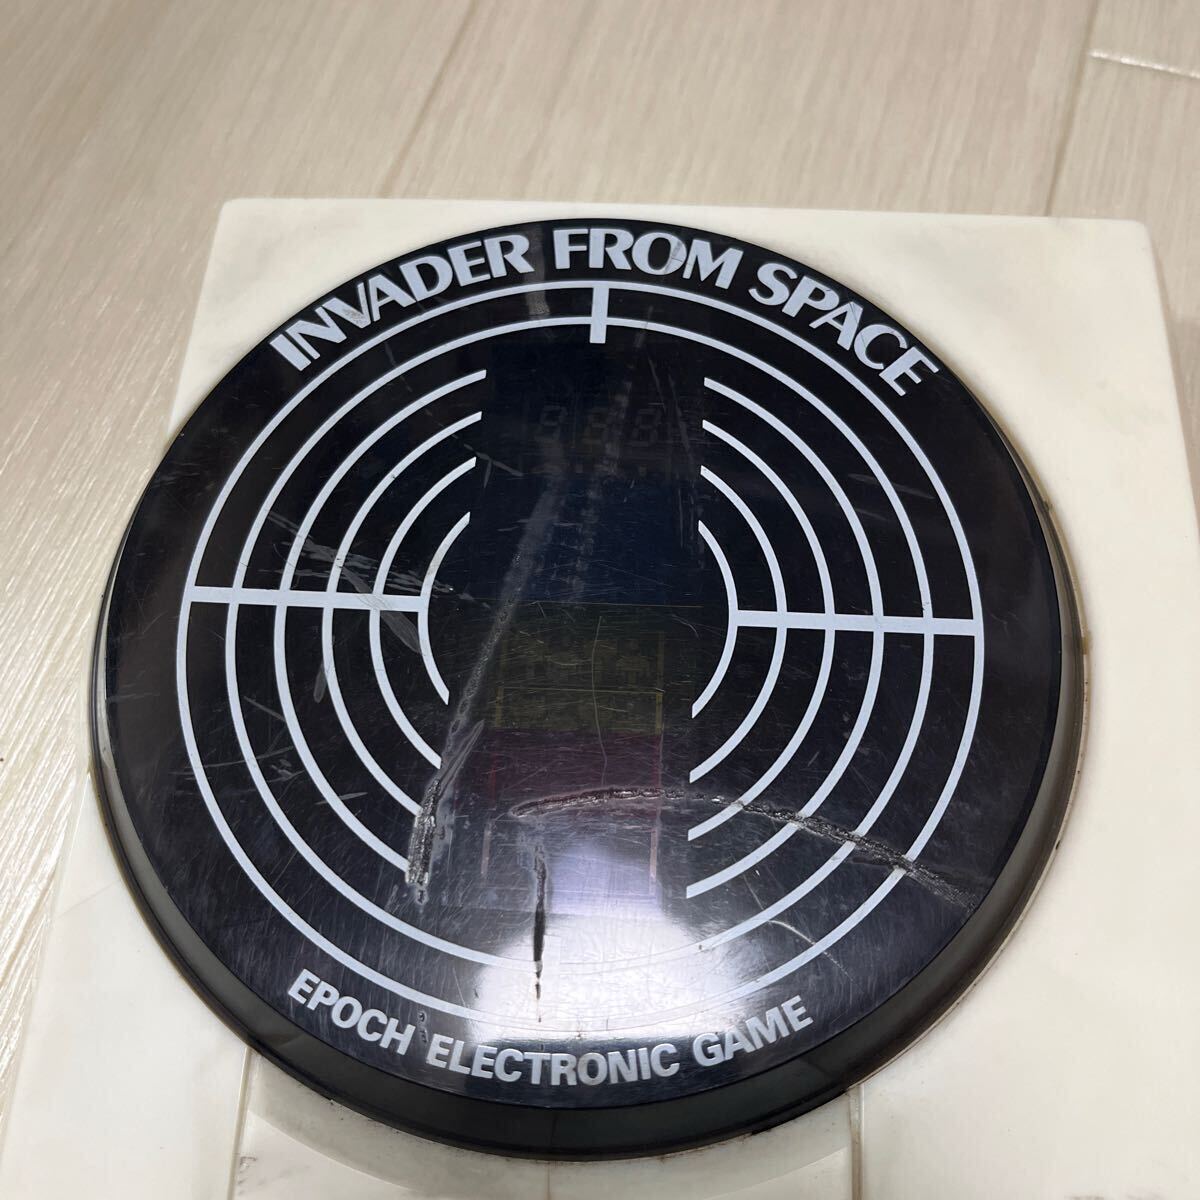 INVADER FROM SPACE
EPOCH ELECTRONIC GAME